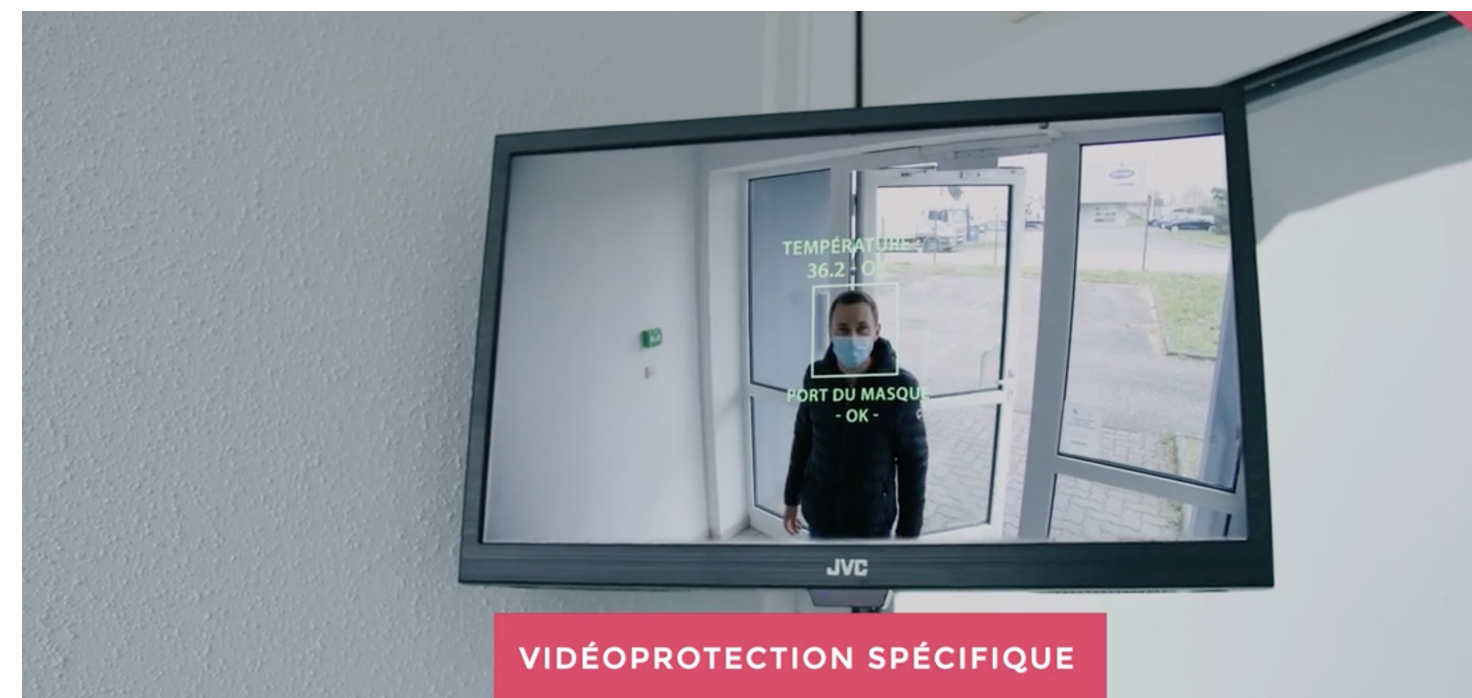 TEMPÉRATURE
36.2 - OK
PORT DU MASQUE
- OK -
JVC
VIDÉOPROTECTION SPÉCIFIQUE